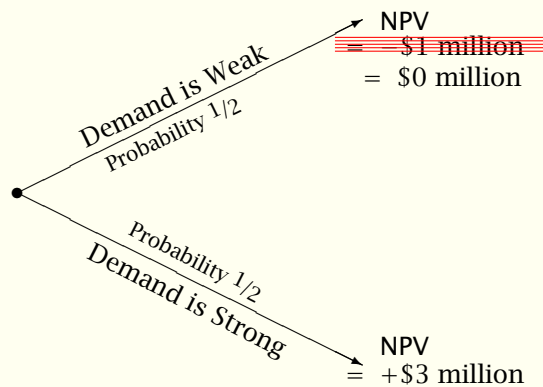 NPV
= −$1 million
= $0 million
Demand is Weak
Probability 1/2
Probability 1/2
Demand is Strong
NPV
= +$3 million